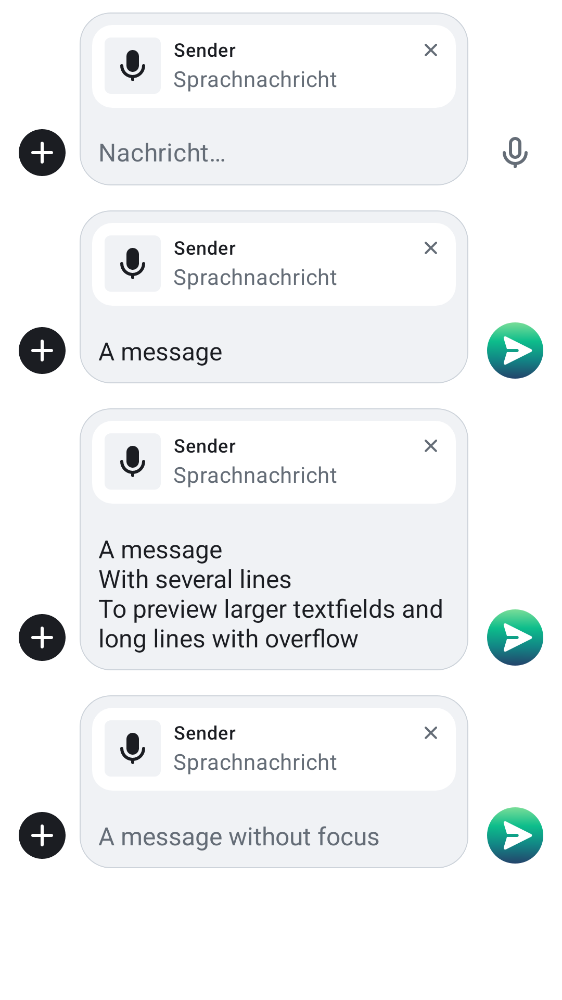 Sender
Sprachnachricht
Nachricht…
Sender
Sprachnachricht
A message
Sender
Sprachnachricht
A message
With several lines
To preview larger textfields and
long lines with overflow
Sender
Sprachnachricht
A message without focus